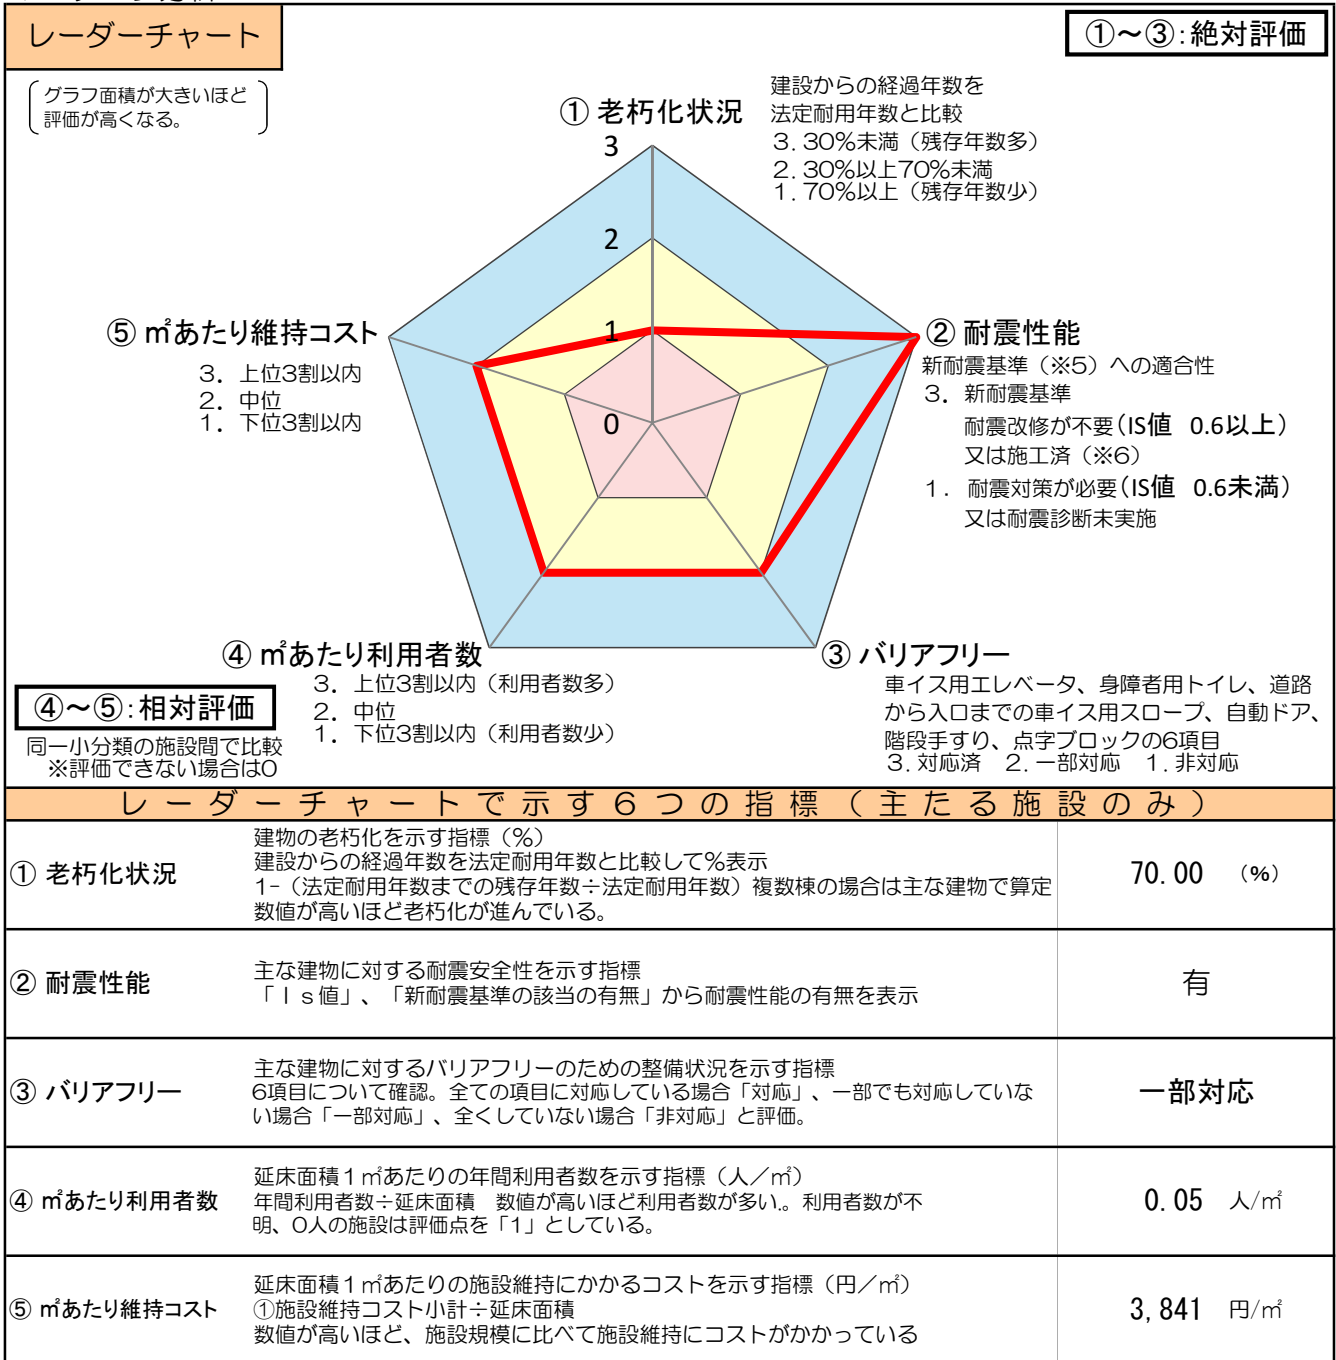 レーダーチャート
①～③:絶対評価
グラフ面積が大きいほど
評価が高くなる。
① 老朽化状況
建設からの経過年数を
法定耐用年数と比較
3．30%未満（残存年数多）
2．30%以上70%未満
1．70%以上（残存年数少）
3
2
1
0
② 耐震性能
新耐震基準（※5）への適合性
3．新耐震基準
耐震改修が不要（IS値 0.6以上）
又は施工済（※6）
1．耐震対策が必要（IS値 0.6未満）
又は耐震診断未実施
⑤ ㎡あたり維持コスト
3．上位3割以内
2．中位
1．下位3割以内
④ ㎡あたり利用者数
3．上位3割以内（利用者数多）
2．中位
1．下位3割以内（利用者数少）
③ バリアフリー
車イス用エレベータ、身障者用トイレ、道路
から入口までの車イス用スロープ、自動ドア、
階段手すり、点字ブロックの6項目
3．対応済 2．一部対応 1．非対応
④～⑤:相対評価
同一小分類の施設間で比較
※評価できない場合は0
レーダーチャートで示す６つの指標（主たる施設のみ）
① 老朽化状況
建物の老朽化を示す指標（%）
建設からの経過年数を法定耐用年数と比較して%表示
1-（法定耐用年数までの残存年数÷法定耐用年数）複数棟の場合は主な建物で算定
数値が高いほど老朽化が進んでいる。
70.00 （%）
② 耐震性能
主な建物に対する耐震安全性を示す指標
「Ｉｓ値」、「新耐震基準の該当の有無」から耐震性能の有無を表示
有
③ バリアフリー
主な建物に対するバリアフリーのための整備状況を示す指標
6項目について確認。全ての項目に対応している場合「対応」、一部でも対応していな
い場合「一部対応」、全くしていない場合「非対応」と評価。
一部対応
④ ㎡あたり利用者数
延床面積１㎡あたりの年間利用者数を示す指標（人／㎡）
年間利用者数÷延床面積 数値が高いほど利用者数が多い。利用者数が不
明、0人の施設は評価点を「1」としている。
0.05 人/㎡
⑤ ㎡あたり維持コスト
延床面積１㎡あたりの施設維持にかかるコストを示す指標（円／㎡）
①施設維持コスト小計÷延床面積
数値が高いほど、施設規模に比べて施設維持にコストがかかっている
3,841 円/㎡